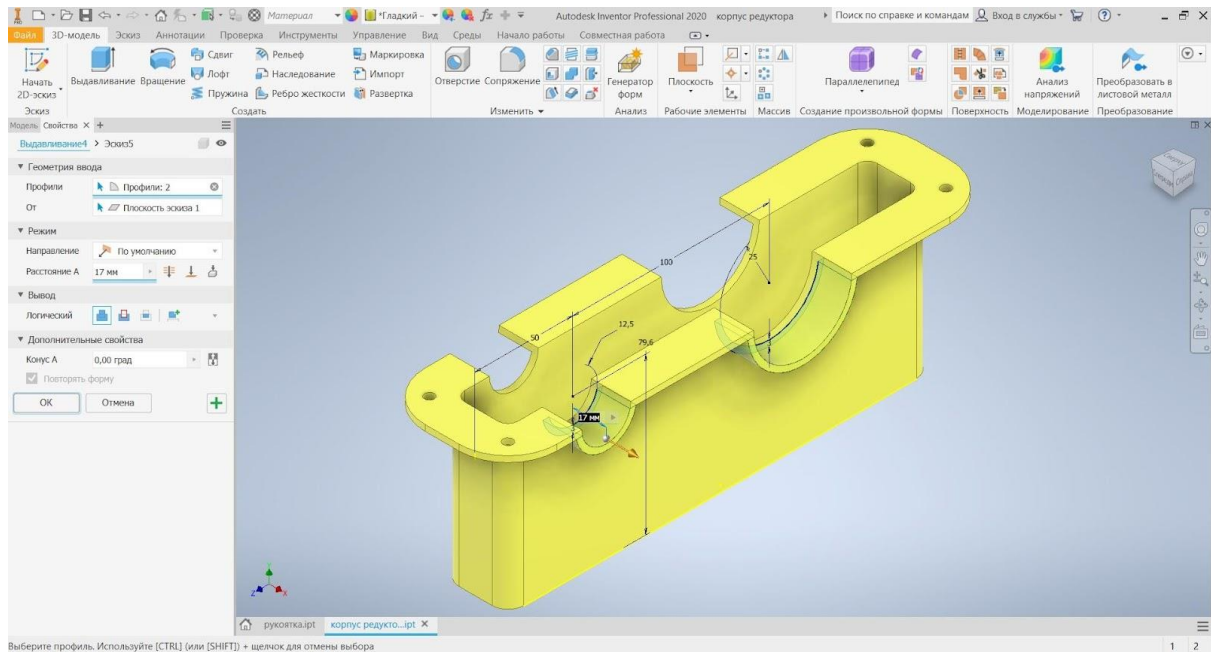 PRO
Материал
*Гладкий -
Autodesk Inventor Professional 2020 корпус редуктора
Поиск по справке и командам
Вход в службы
Файл 3D-модель Эскиз Аннотации Проверка Инструменты Управление Вид Среды Начало работы Совместная работа
Начать 2D-эскиз
Выдавливание Вращение
Сдвиг
Лофт
Пружина
Рельеф
Наследование
Ребро жесткости
Маркировка
Импорт
Развертка
Отверстие Сопряжение
Генератор форм
Плоскость
Параллелепипед
Анализ напряжений
Преобразовать в листовой металл
Эскиз Создать Изменить Анализ Рабочие элементы Массив Создание произвольной формы Поверхность Моделирование Преобразование
Модель Свойства × +
Выдавливание4 > Эскиз5
Геометрия ввода
Профили Профили: 2
От Плоскость эскиза 1
Режим
Направление По умолчанию
Расстояние А 17 мм
Вывод
Логический
Дополнительные свойства
Конус А 0,00 град
Повторять форму
ОК Отмена
100
25
50
12,5
79,6
17 мм
z x
рукоятка.ipt корпус редукто...ipt ×
Выберите профиль. Используйте [CTRL] (или [SHIFT]) + щелчок для отмены выбора
1 2